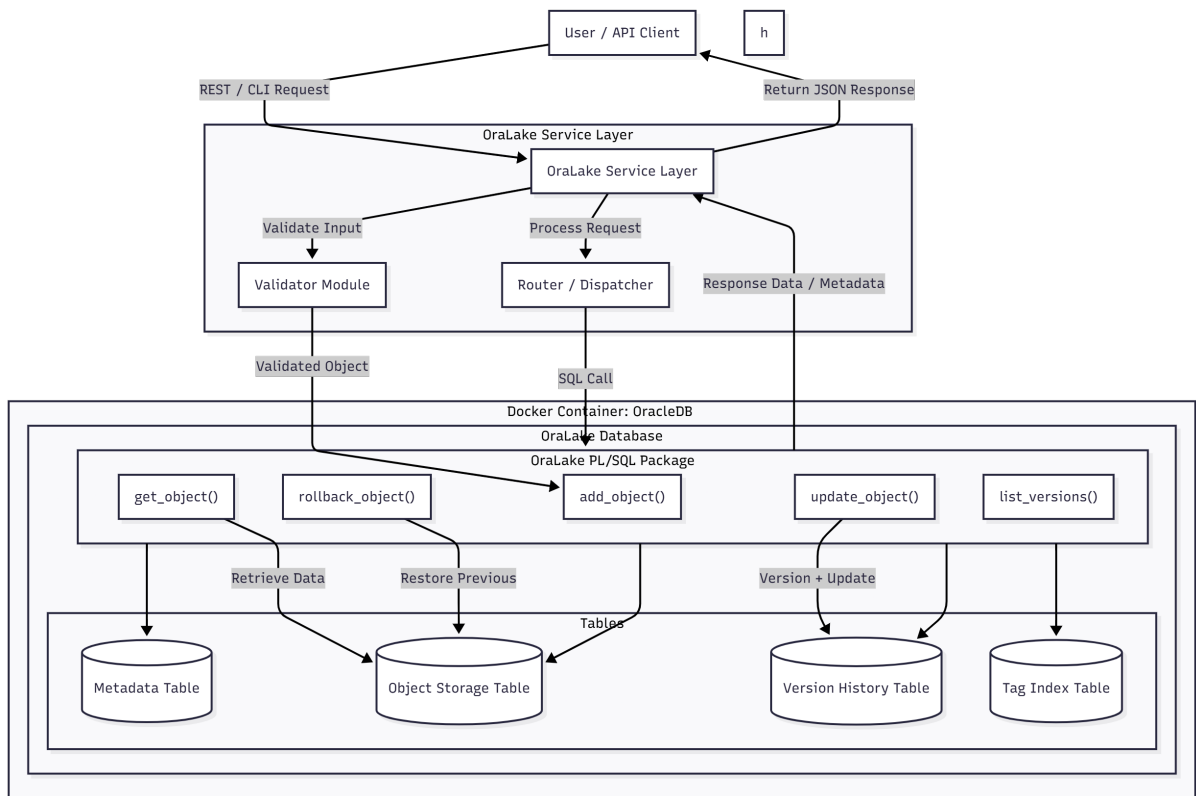 User / API Client
h
REST / CLI Request
Return JSON Response
OraLake Service Layer
OraLake Service Layer
Validate Input
Process Request
Validator Module
Router / Dispatcher
Response Data / Metadata
Validated Object
SQL Call
Docker Container: OracleDB
OraLake Database
OraLake PL/SQL Package
get_object()
rollback_object()
add_object()
update_object()
list_versions()
Retrieve Data
Restore Previous
Version + Update
Tables
Metadata Table
Object Storage Table
Version History Table
Tag Index Table